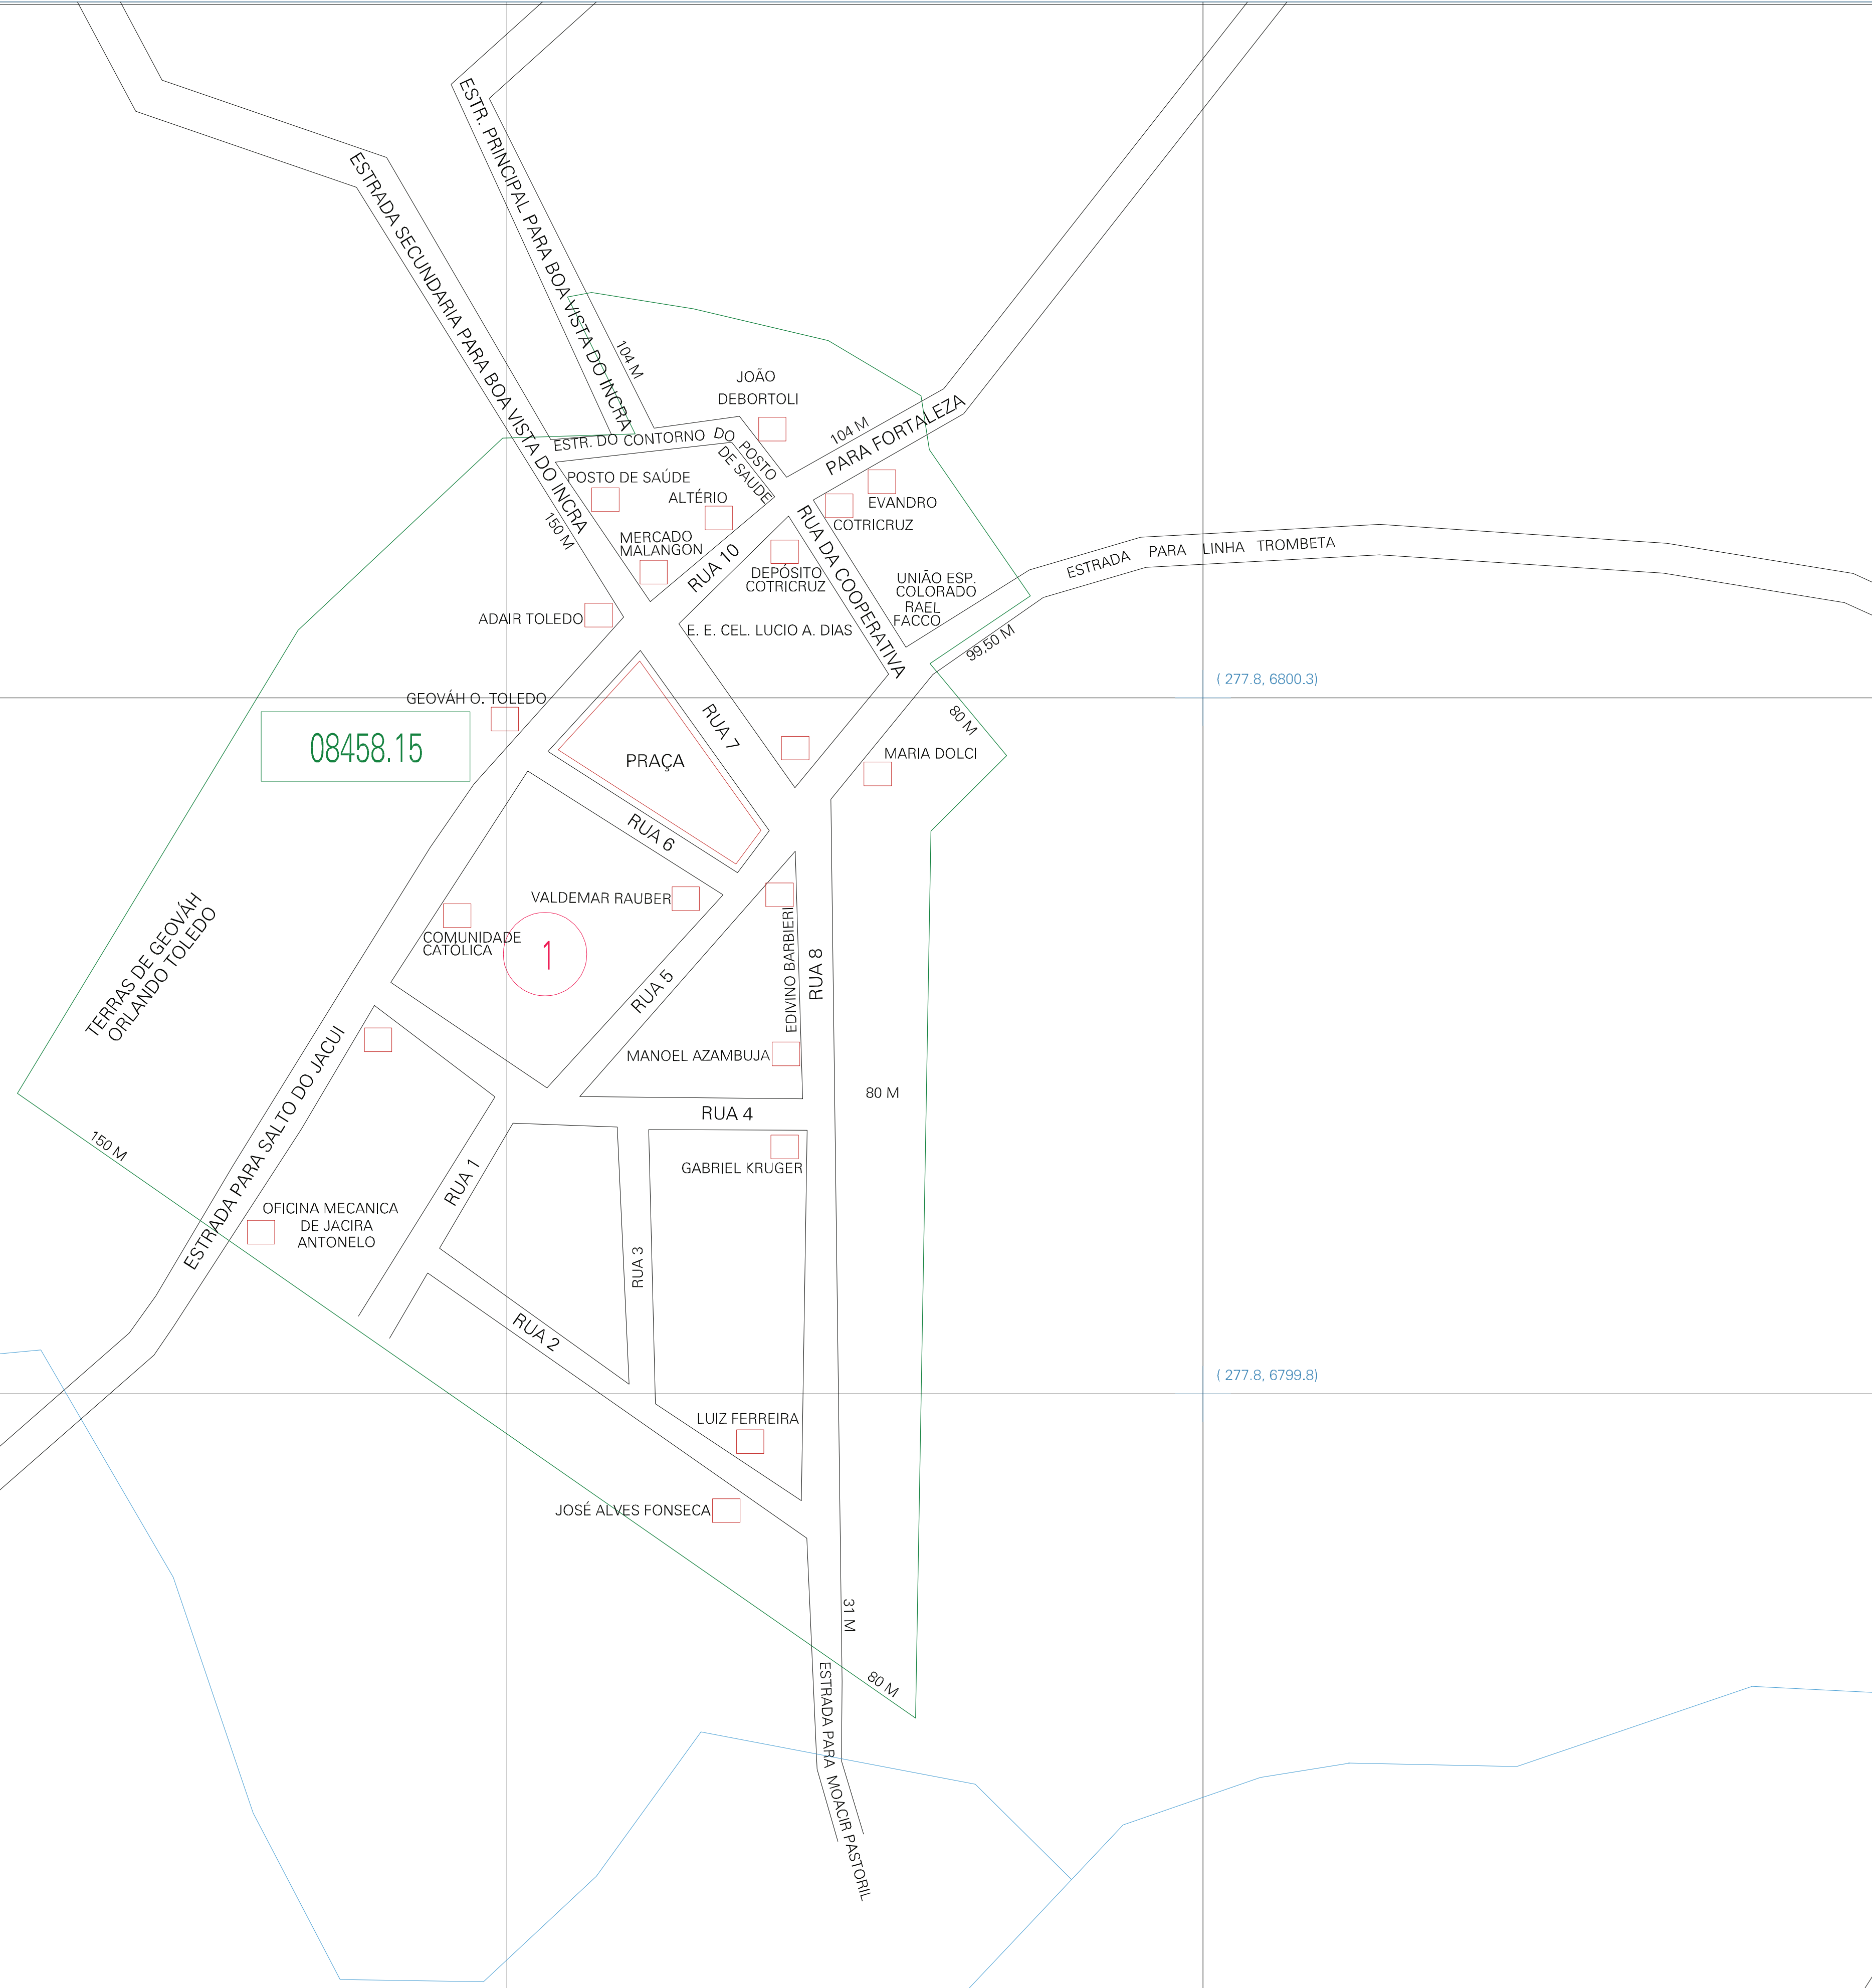 ESTR. PRINCIPAL PARA BOA VISTA DO INCRA
ESTRADA SECUNDARIA PARA BOA VISTA DO INCRA
104 M
JOÃO
DEBORTOLI
104 M
PARA FORTALEZA
ESTR. DO CONTORNO DO POSTO
DE SAUDE
POSTO DE SAÚDE
ALTÉRIO
EVANDRO
COTRICRUZ
150 M
MERCADO
MALANGON
RUA 10
DEPÓSITO
COTRICRUZ
RUA DA COOPERATIVA
ESTRADA PARA LINHA TROMBETA
UNIÃO ESP.
COLORADO
RAEL
FACCO
ADAIR TOLEDO
E. E. CEL. LUCIO A. DIAS
99,50 M
( 277.8, 6800.3)
GEOVÁH O. TOLEDO
RUA 7
80 M
08458.15
PRAÇA
MARIA DOLCI
RUA 6
VALDEMAR RAUBER
TERRAS DE GEOVÁH
ORLANDO TOLEDO
COMUNIDADE
CATÓLICA
1
EDIVINO BARBIERI
RUA 8
RUA 5
MANOEL AZAMBUJA
ESTRADA PARA SALTO DO JACUI
80 M
RUA 4
150 M
GABRIEL KRUGER
RUA 1
OFICINA MECANICA
DE JACIRA
ANTONELO
RUA 3
RUA 2
( 277.8, 6799.8)
LUIZ FERREIRA
JOSÉ ALVES FONSECA
31 M
80 M
ESTRADA PARA MOACIR PASTORIL